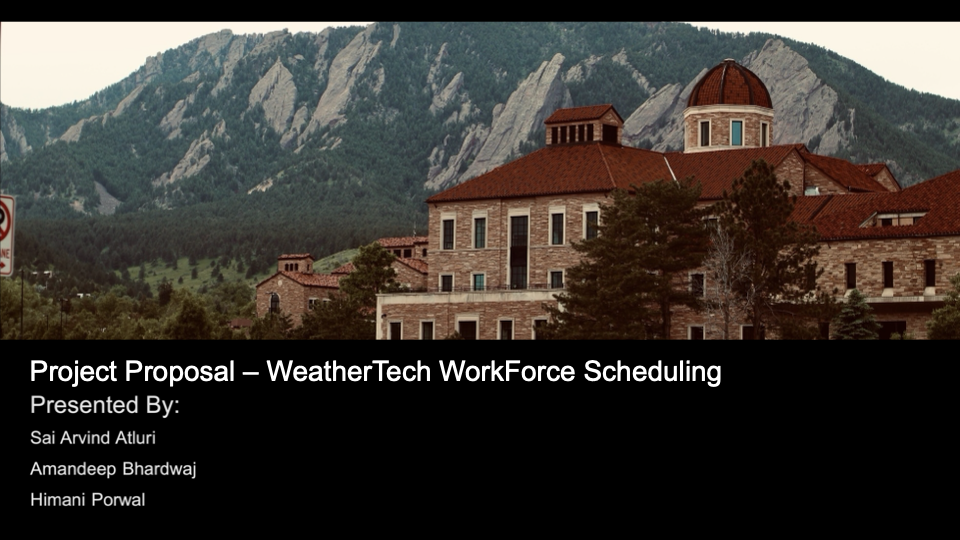 Project Proposal – WeatherTech WorkForce Scheduling
Presented By:
Sai Arvind Atluri
Amandeep Bhardwaj
Himani Porwal